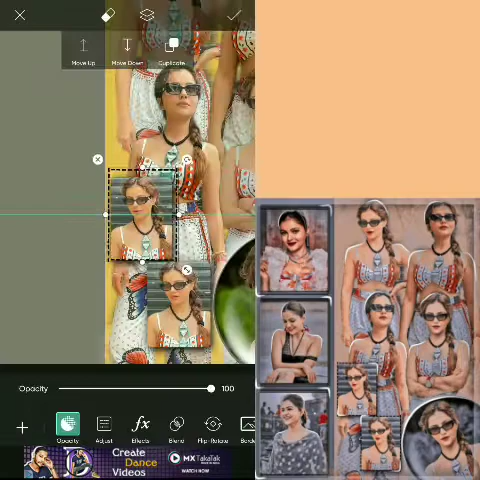 Move Up Move Down Duplicate
Opacity 100
Opacity Adjust Effects Blend Flip-Rotate Borde
Create
Dance
Videos
MX TakaTak
WATCH NOW